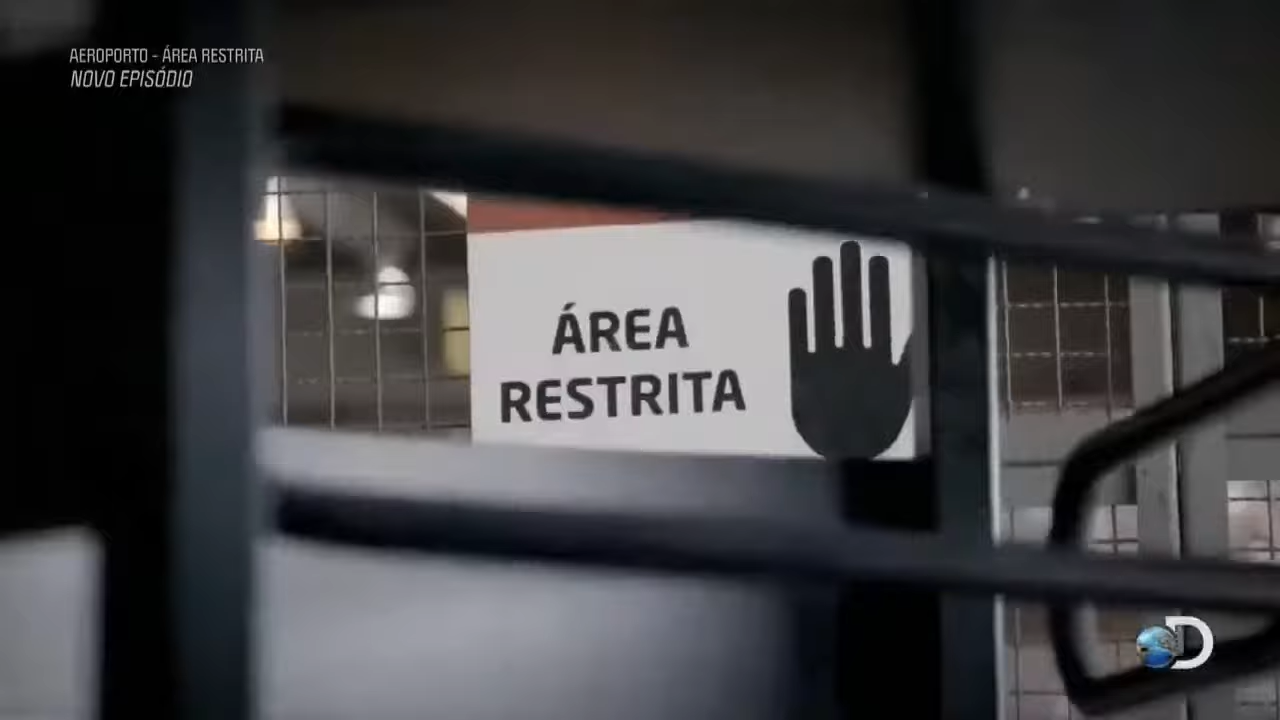 AEROPORTO - ÁREA RESTRITA
NOVO EPISÓDIO
ÁREA
RESTRITA
D